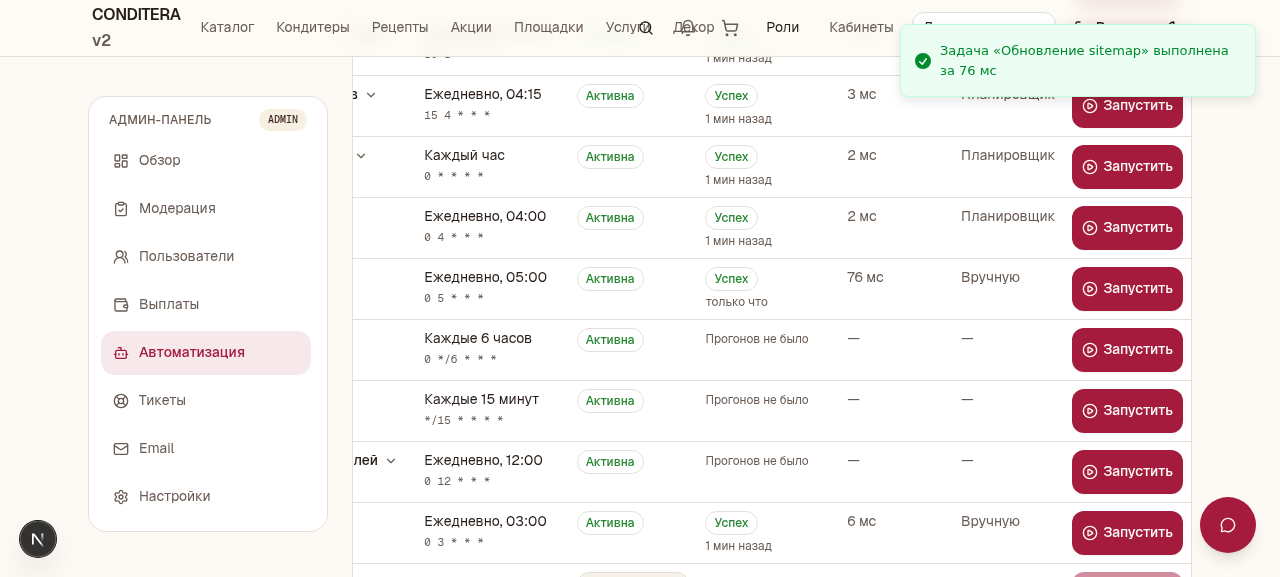 CONDITERA
v2
Каталог
Кондитеры
Рецепты
Акции
Площадки
Услуги
Декор
Роли
Кабинеты
Задача «Обновление sitemap» выполнена
за 76 мс
АДМИН-ПАНЕЛЬ
ADMIN
Обзор
Модерация
Пользователи
Выплаты
Автоматизация
Тикеты
Email
Настройки
1 мин назад
в
Ежедневно, 04:15
15 4 * * *
Активна
Успех
1 мин назад
3 мс
Планировщик
Запустить
Каждый час
0 * * * *
Активна
Успех
1 мин назад
2 мс
Планировщик
Запустить
Ежедневно, 04:00
0 4 * * *
Активна
Успех
1 мин назад
2 мс
Планировщик
Запустить
Ежедневно, 05:00
0 5 * * *
Активна
Успех
только что
76 мс
Вручную
Запустить
Каждые 6 часов
0 */6 * * *
Активна
Прогонов не было
—
—
Запустить
Каждые 15 минут
*/15 * * * *
Активна
Прогонов не было
—
—
Запустить
лей
Ежедневно, 12:00
0 12 * * *
Активна
Прогонов не было
—
—
Запустить
Ежедневно, 03:00
0 3 * * *
Активна
Успех
1 мин назад
6 мс
Вручную
Запустить